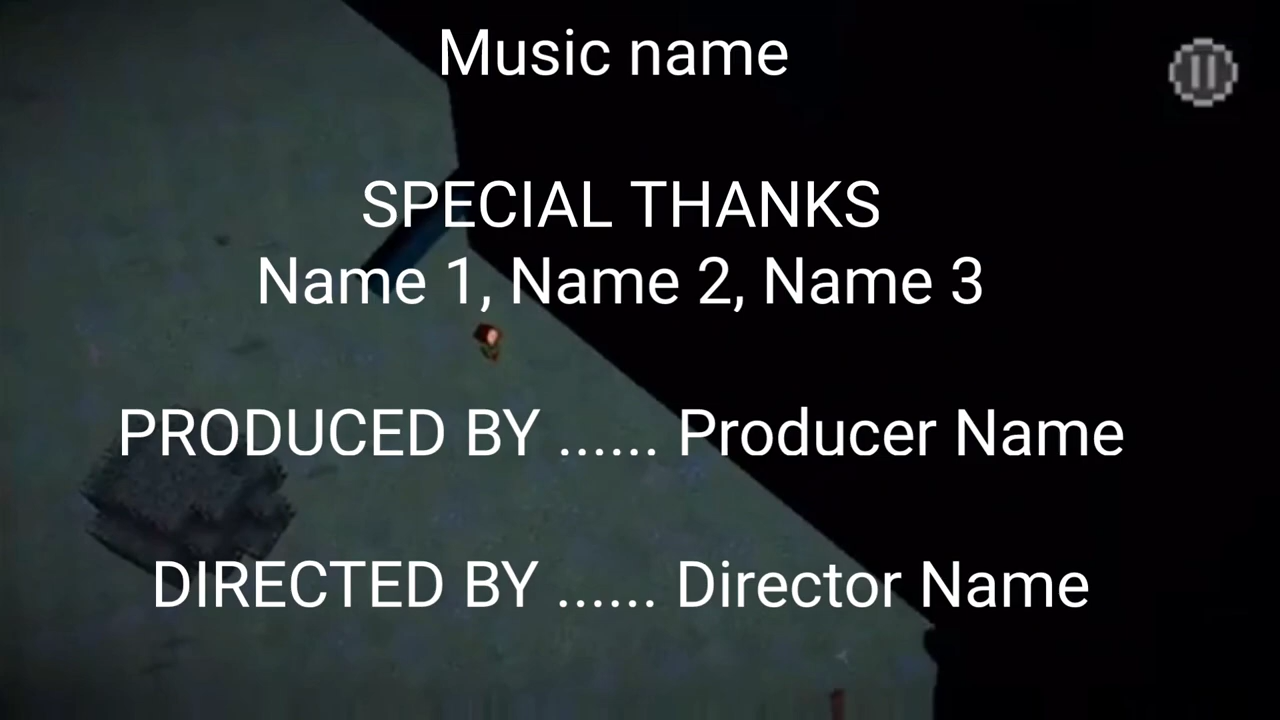 Music name
SPECIAL THANKS
Name 1, Name 2, Name 3
PRODUCED BY ...... Producer Name
DIRECTED BY ...... Director Name